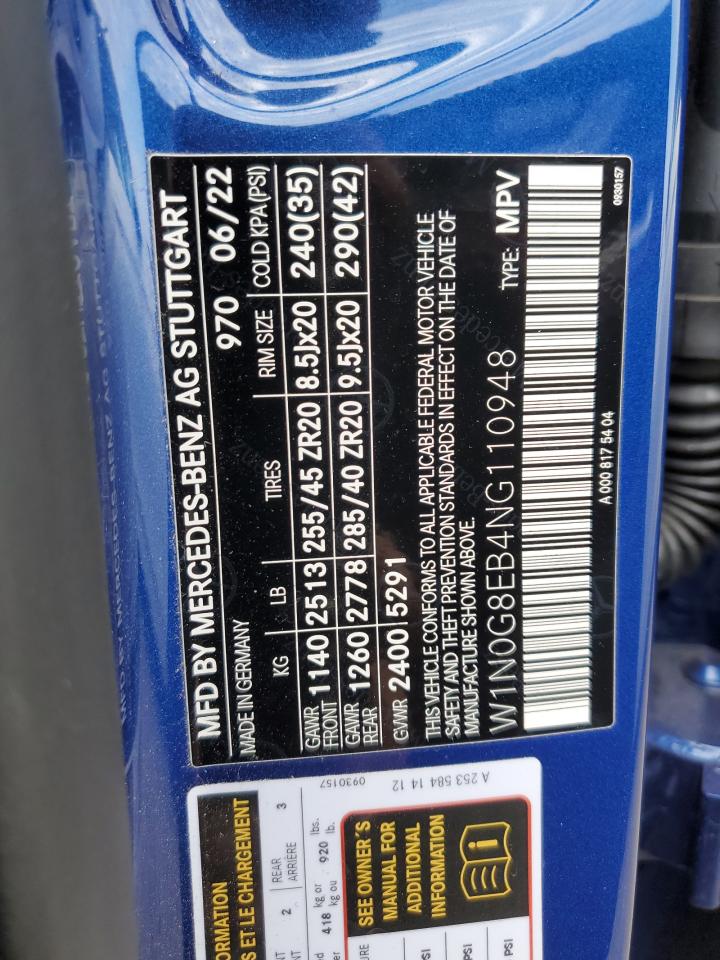 MFD BY MERCEDES-BENZ AG STUTTGART
MADE IN GERMANY 970 06/22
KG LB TIRES RIM SIZE COLD KPA(PSI)
GAWR FRONT 1140 2513 255/45 ZR20 8.5Jx20 240(35)
GAWR REAR 1260 2778 285/40 ZR20 9.5Jx20 290(42)
GVWR 2400 5291
THIS VEHICLE CONFORMS TO ALL APPLICABLE FEDERAL MOTOR VEHICLE
SAFETY AND THEFT PREVENTION STANDARDS IN EFFECT ON THE DATE OF
MANUFACTURE SHOWN ABOVE.
W1N0G8EB4NG110948 TYPE: MPV
A 000 817 54 04 0930157
ORMATION
S ET LE CHARGEMENT
2 REAR ARRIÈRE 3
418 kg or kg ou 920 lbs. lb.
SEE OWNER'S
MANUAL FOR
ADDITIONAL
INFORMATION
PSI
PSI
PSI
A 253 584 14 12 0930157